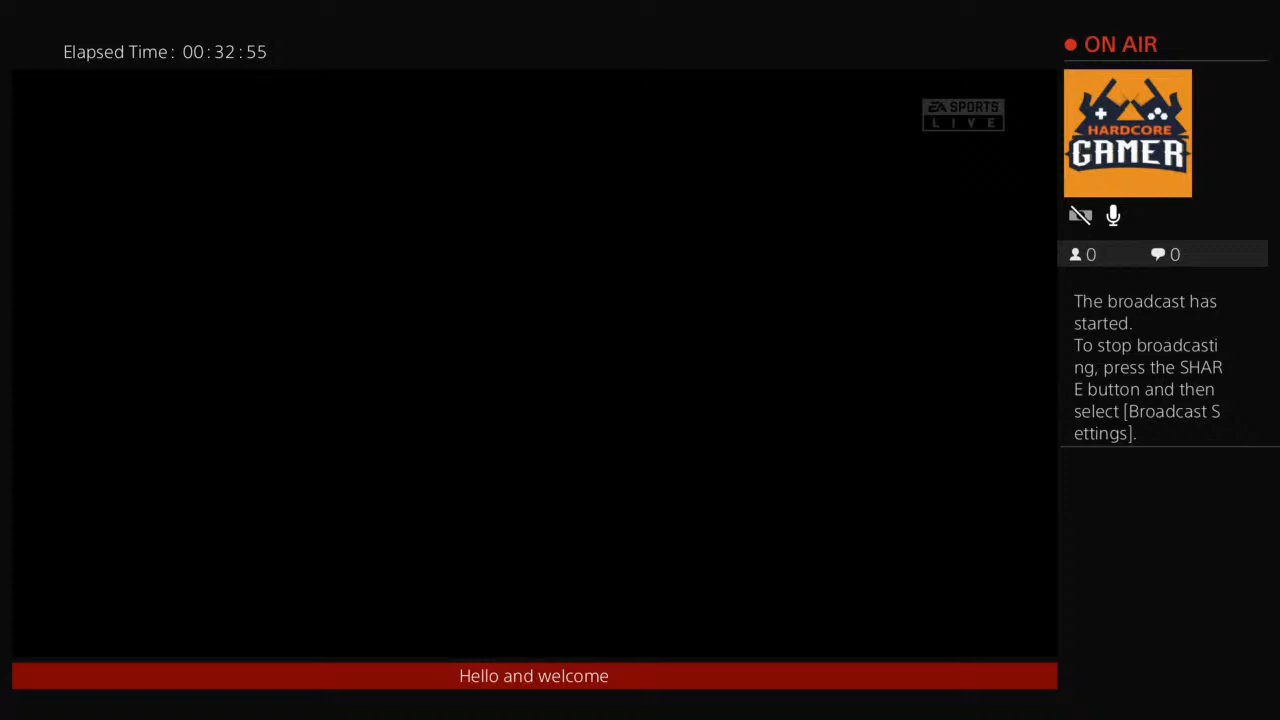 Elapsed Time: 00:32:55
ON AIR
EA SPORTS
LIVE
HARDCORE
GAMER
0 0
The broadcast has
started.
To stop broadcasti
ng, press the SHAR
E button and then
select [Broadcast S
ettings].
Hello and welcome